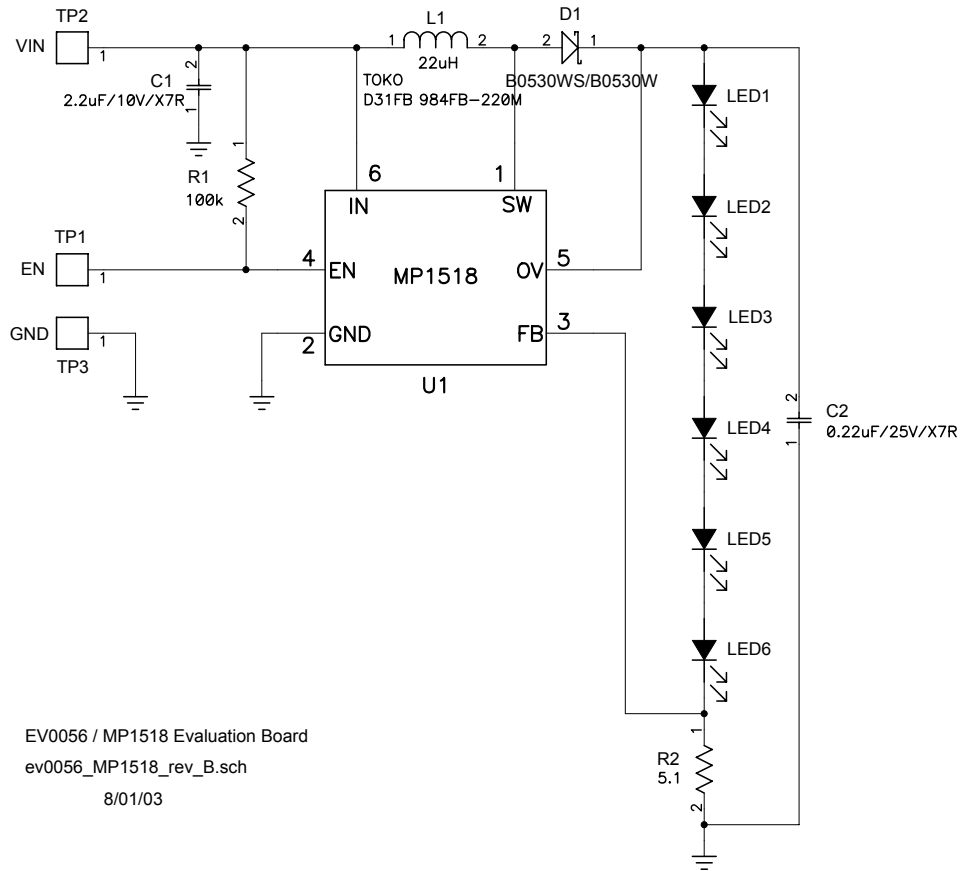 TP2
VIN
1
C1
2.2uF/10V/X7R
2
1
R1
100k
1
2
L1
1
2
22uH
TOKO
D31FB 984FB-220M
D1
2
1
B0530WS/B0530W
TP1
EN
1
GND
1
TP3
6
IN
1
SW
4
EN
MP1518
OV
5
2
GND
FB
3
U1
LED1
LED2
LED3
LED4
LED5
LED6
2
1
C2
0.22uF/25V/X7R
R2
5.1
1
2
EV0056 / MP1518 Evaluation Board
ev0056_MP1518_rev_B.sch
8/01/03